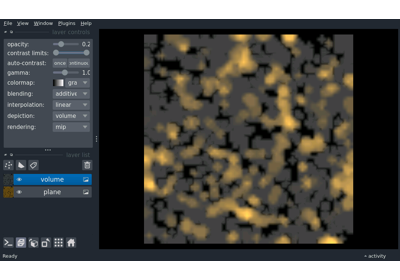 File View Window Plugins Help
layer controls
opacity: 0.2
contrast limits:
auto-contrast: once
gamma: 1.0
colormap: gra
blending: additive
interpolation: linear
depiction: volume
rendering: mip
layer list
volume
plane
Ready
activity